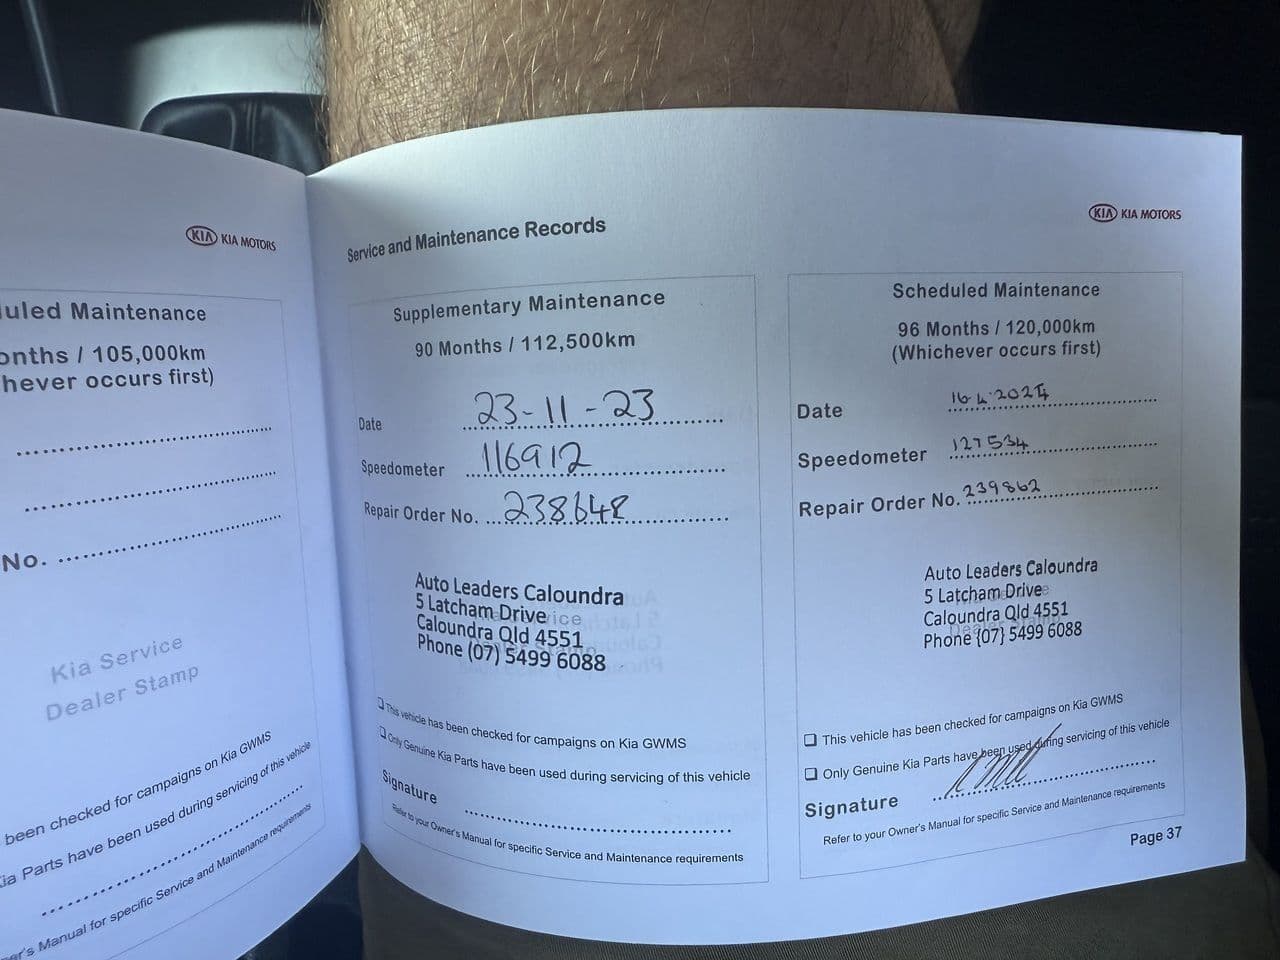 KIA KIA MOTORS
Maintenance
/ 105,000km
occurs first)
No.
Kia Service
Dealer Stamp
been checked for campaigns on Kia GWMS
Parts have been used during servicing of this vehicle
Manual for specific Service and Maintenance requirements
Service and Maintenance Records
Supplementary Maintenance
90 Months / 112,500km
Date 23-11-23
Speedometer 116912
Repair Order No. 238648
Auto Leaders Caloundra
5 Latcham Drive
Caloundra Qld 4551
Phone (07) 5499 6088
❑ This vehicle has been checked for campaigns on Kia GWMS
❑ Only Genuine Kia Parts have been used during servicing of this vehicle
Signature
Refer to your Owner's Manual for specific Service and Maintenance requirements
KIA KIA MOTORS
Scheduled Maintenance
96 Months / 120,000km
(Whichever occurs first)
Date 16.4.2024
Speedometer 127534
Repair Order No. 239862
Auto Leaders Caloundra
5 Latcham Drive
Caloundra Qld 4551
Phone (07) 5499 6088
❑ This vehicle has been checked for campaigns on Kia GWMS
❑ Only Genuine Kia Parts have been used during servicing of this vehicle
Signature
Refer to your Owner's Manual for specific Service and Maintenance requirements
Page 37